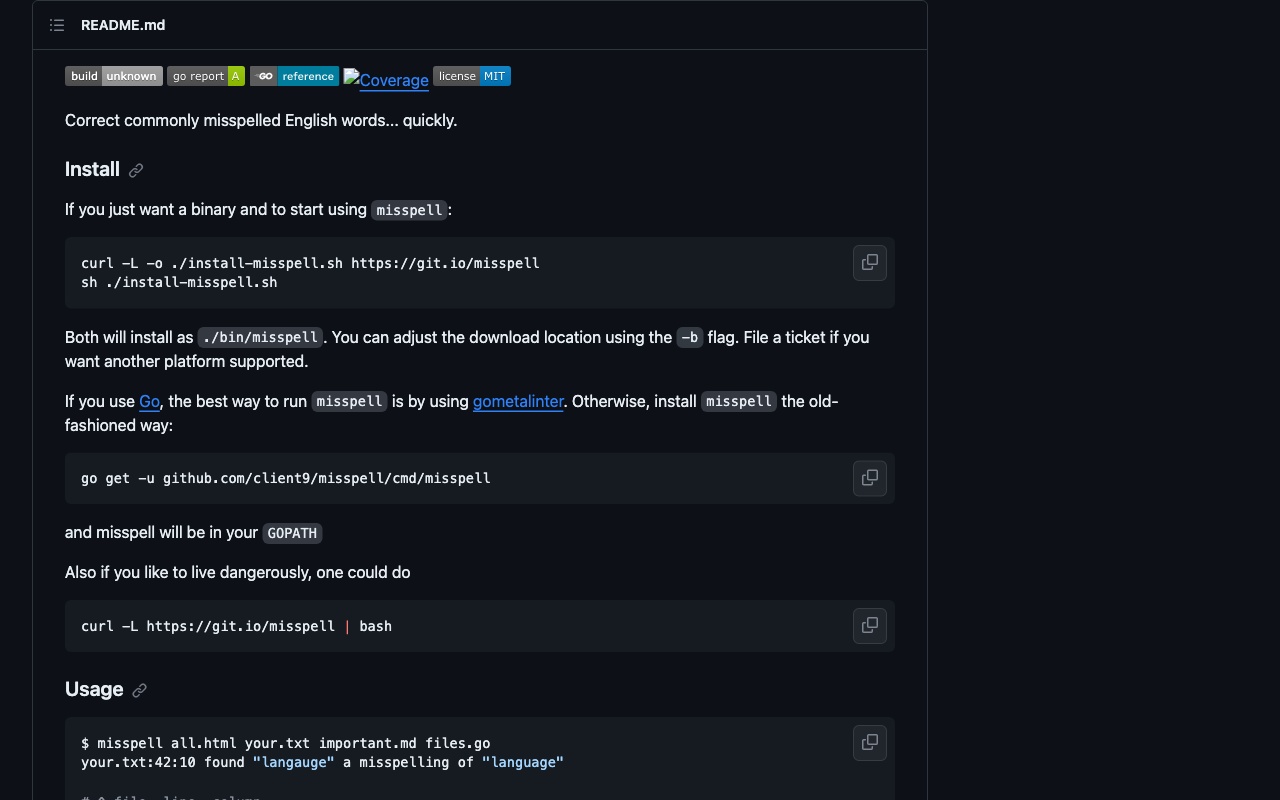 README.md
build unknown go report A GO reference Coverage license MIT
Correct commonly misspelled English words... quickly.
Install
If you just want a binary and to start using misspell:
curl -L -o ./install-misspell.sh https://git.io/misspell
sh ./install-misspell.sh
Both will install as ./bin/misspell. You can adjust the download location using the -b flag. File a ticket if you
want another platform supported.
If you use Go, the best way to run misspell is by using gometalinter. Otherwise, install misspell the old-
fashioned way:
go get -u github.com/client9/misspell/cmd/misspell
and misspell will be in your GOPATH
Also if you like to live dangerously, one could do
curl -L https://git.io/misspell | bash
Usage
$ misspell all.html your.txt important.md files.go
your.txt:42:10 found "langauge" a misspelling of "language"